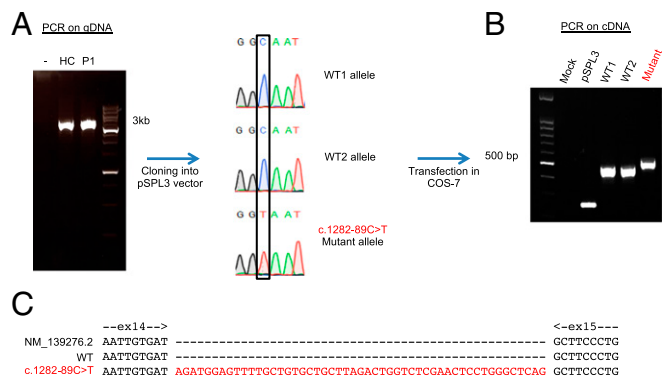 A
PCR on gDNA
- HC P1
3kb
Cloning into
pSPL3 vector
G G C A A T
WT1 allele
G G C A A T
WT2 allele
G G T A A T
c.1282-89C>T
Mutant allele
Transfection in
COS-7
B
PCR on cDNA
Mock
pSPL3
WT1
WT2
Mutant
500 bp
C
--ex14--> <-ex15---
NM_139276.2 AATTGTGAT ---------------------------------------------------- GCTTCCCTG
WT AATTGTGAT ---------------------------------------------------- GCTTCCCTG
c.1282-89C>T AATTGTGAT AGATGGAGTTTTGCTGTGCTGCTTAGACTGGTCTCGAACTCCTGGGCTCAG GCTTCCCTG